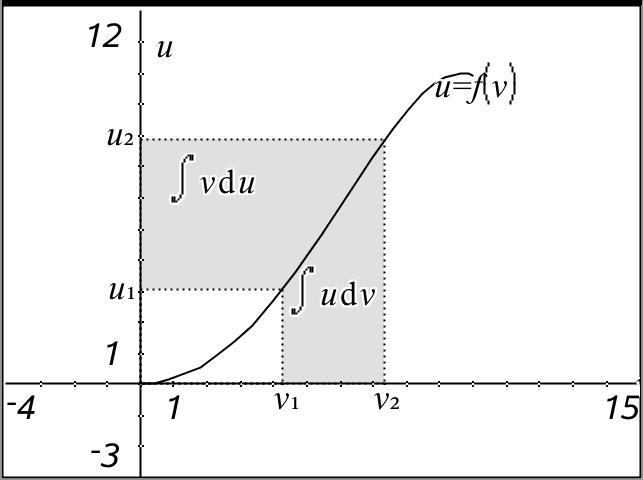 12 u
u=f(v)
u₂
∫ vdu
u₁
∫ udv
1
-4 1 v₁ v₂ 15
-3